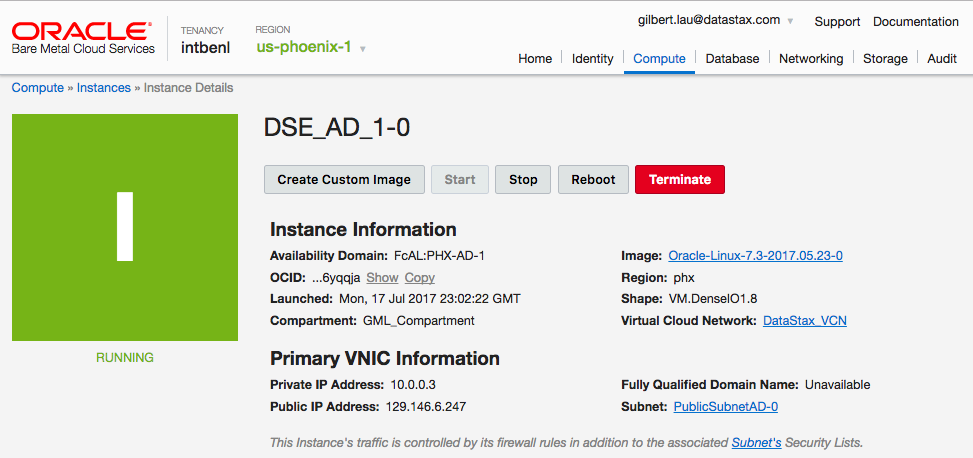 ORACLE®
Bare Metal Cloud Services
TENANCY
intbenl
REGION
us-phoenix-1
gilbert.lau@datastax.com Support Documentation
Home Identity Compute Database Networking Storage Audit
Compute » Instances » Instance Details
I
RUNNING
DSE_AD_1-0
Create Custom Image Start Stop Reboot Terminate
Instance Information
Availability Domain: FcAL:PHX-AD-1
OCID: ...6yqqja Show Copy
Launched: Mon, 17 Jul 2017 23:02:22 GMT
Compartment: GML_Compartment
Image: Oracle-Linux-7.3-2017.05.23-0
Region: phx
Shape: VM.DenseIO1.8
Virtual Cloud Network: DataStax_VCN
Primary VNIC Information
Private IP Address: 10.0.0.3
Public IP Address: 129.146.6.247
Fully Qualified Domain Name: Unavailable
Subnet: PublicSubnetAD-0
This Instance's traffic is controlled by its firewall rules in addition to the associated Subnet's Security Lists.